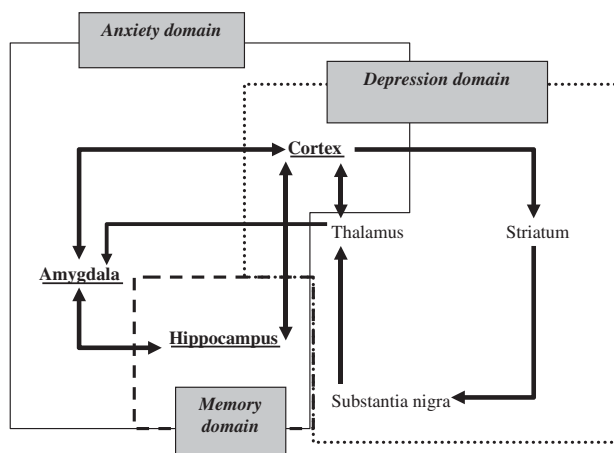 Anxiety domain
Depression domain
Cortex
Thalamus
Striatum
Amygdala
Hippocampus
Substantia nigra
Memory
domain